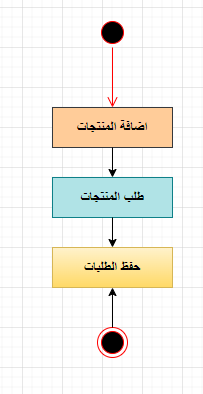 اضافة المنتجات
طلب المنتجات
حفظ الطلبات